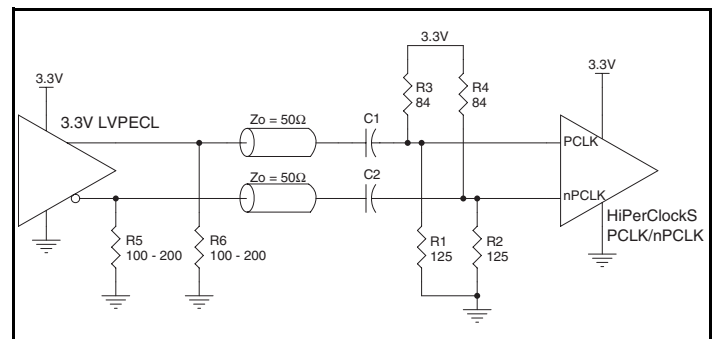 3.3V
3.3V
3.3V
R3
84
R4
84
3.3V LVPECL
Zo = 50Ω
C1
PCLK
Zo = 50Ω
C2
nPCLK
HiPerClockS
PCLK/nPCLK
R5
100 - 200
R6
100 - 200
R1
125
R2
125